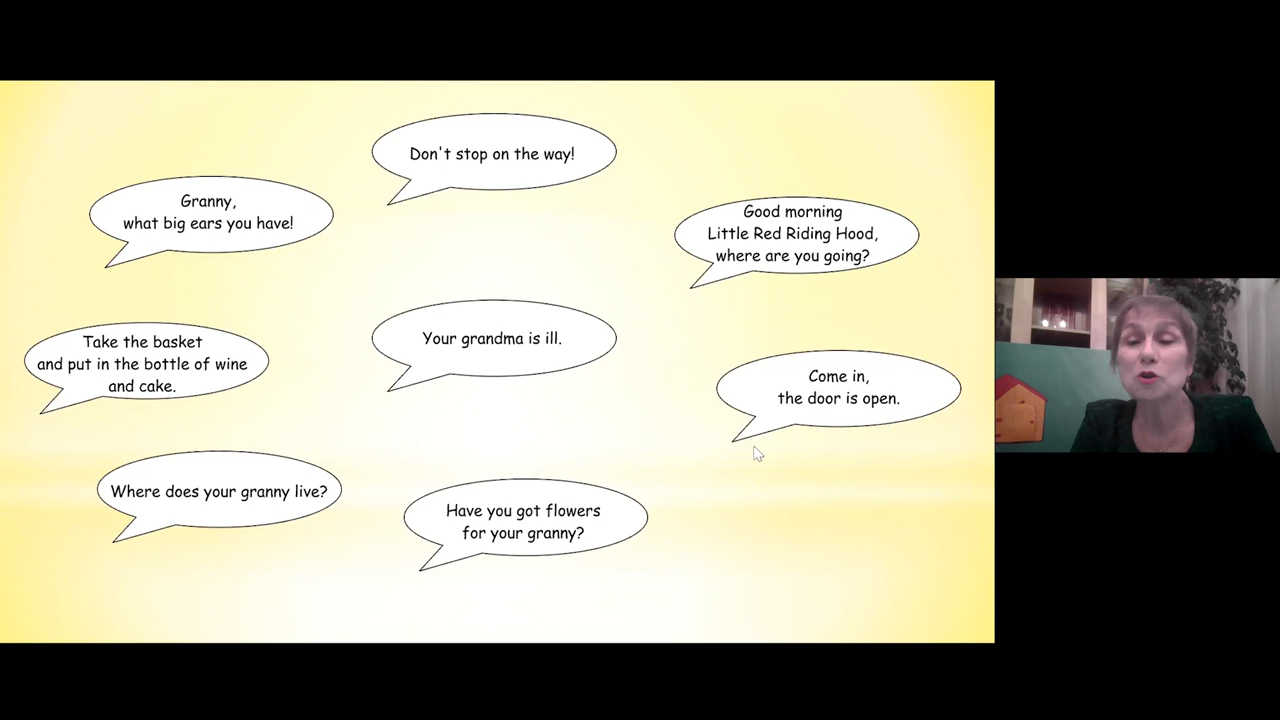 Don't stop on the way!
Granny,
what big ears you have!
Good morning
Little Red Riding Hood,
where are you going?
Take the basket
and put in the bottle of wine
and cake.
Your grandma is ill.
Come in,
the door is open.
Where does your granny live?
Have you got flowers
for your granny?